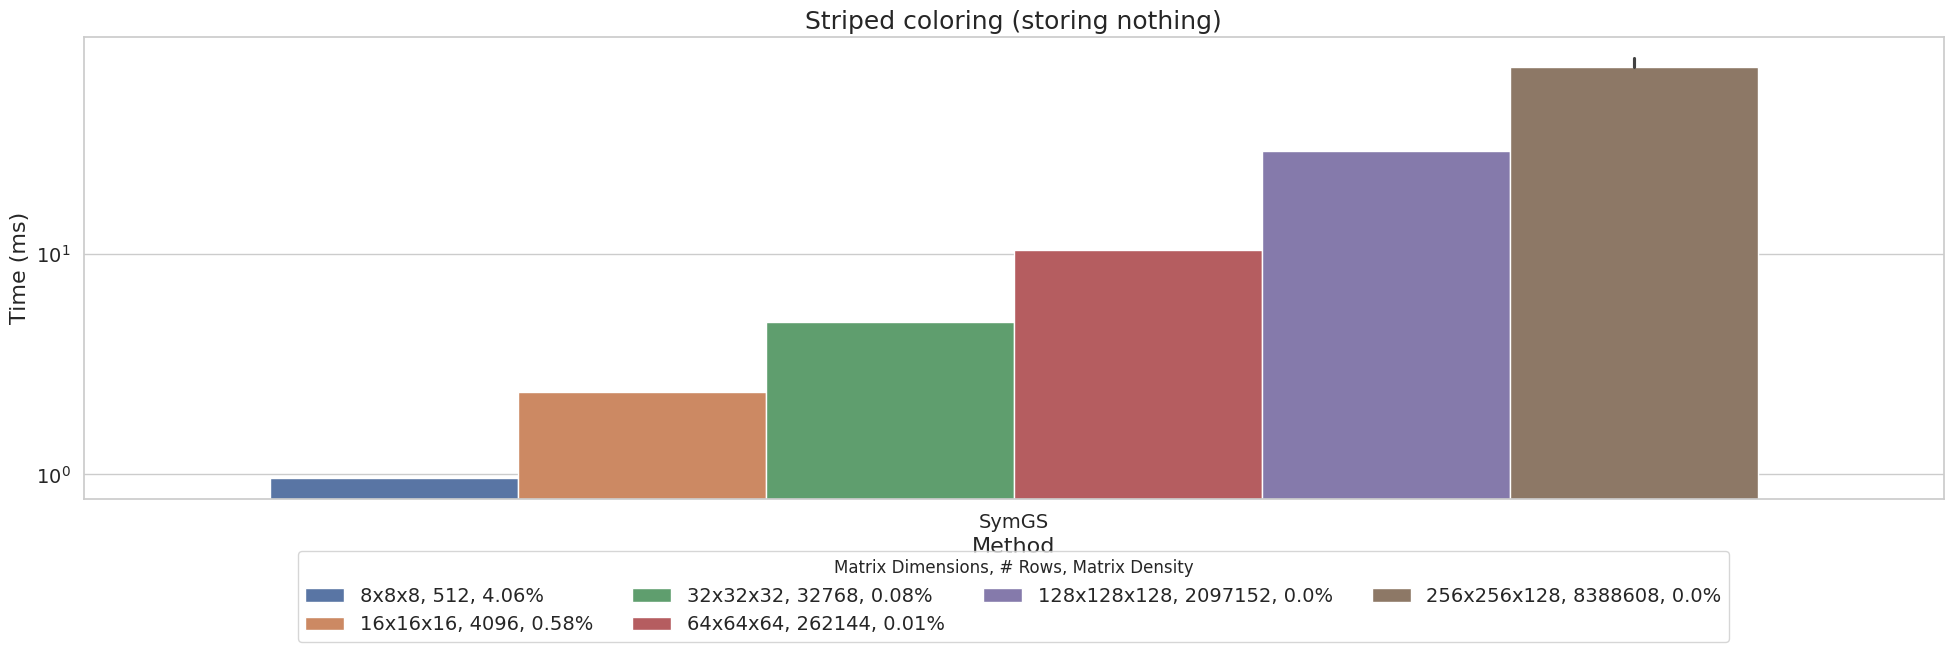 Striped coloring (storing nothing)
Time (ms)
10¹
10⁰
SymGS
Method
Matrix Dimensions, # Rows, Matrix Density
8x8x8, 512, 4.06% 32x32x32, 32768, 0.08% 128x128x128, 2097152, 0.0% 256x256x128, 8388608, 0.0%
16x16x16, 4096, 0.58% 64x64x64, 262144, 0.01%